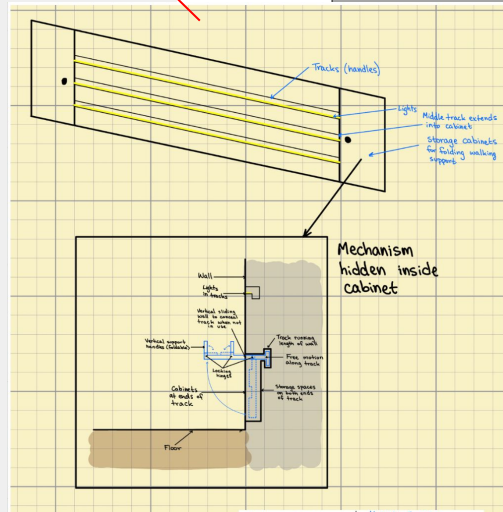 Tracks (handles)
Lights
Middle track extends
into cabinet
Storage cabinets
for folding walking
support
Mechanism
hidden inside
cabinet
Wall
Lights
in tracks
Vertical sliding
wall to conceal
track when not
in use
Vertical support
handles (foldable)
Track running
length of wall
Free motion
along track
Locking
hinges
Cabinets
at ends of
track
Storage spaces
on both ends
of track
Floor